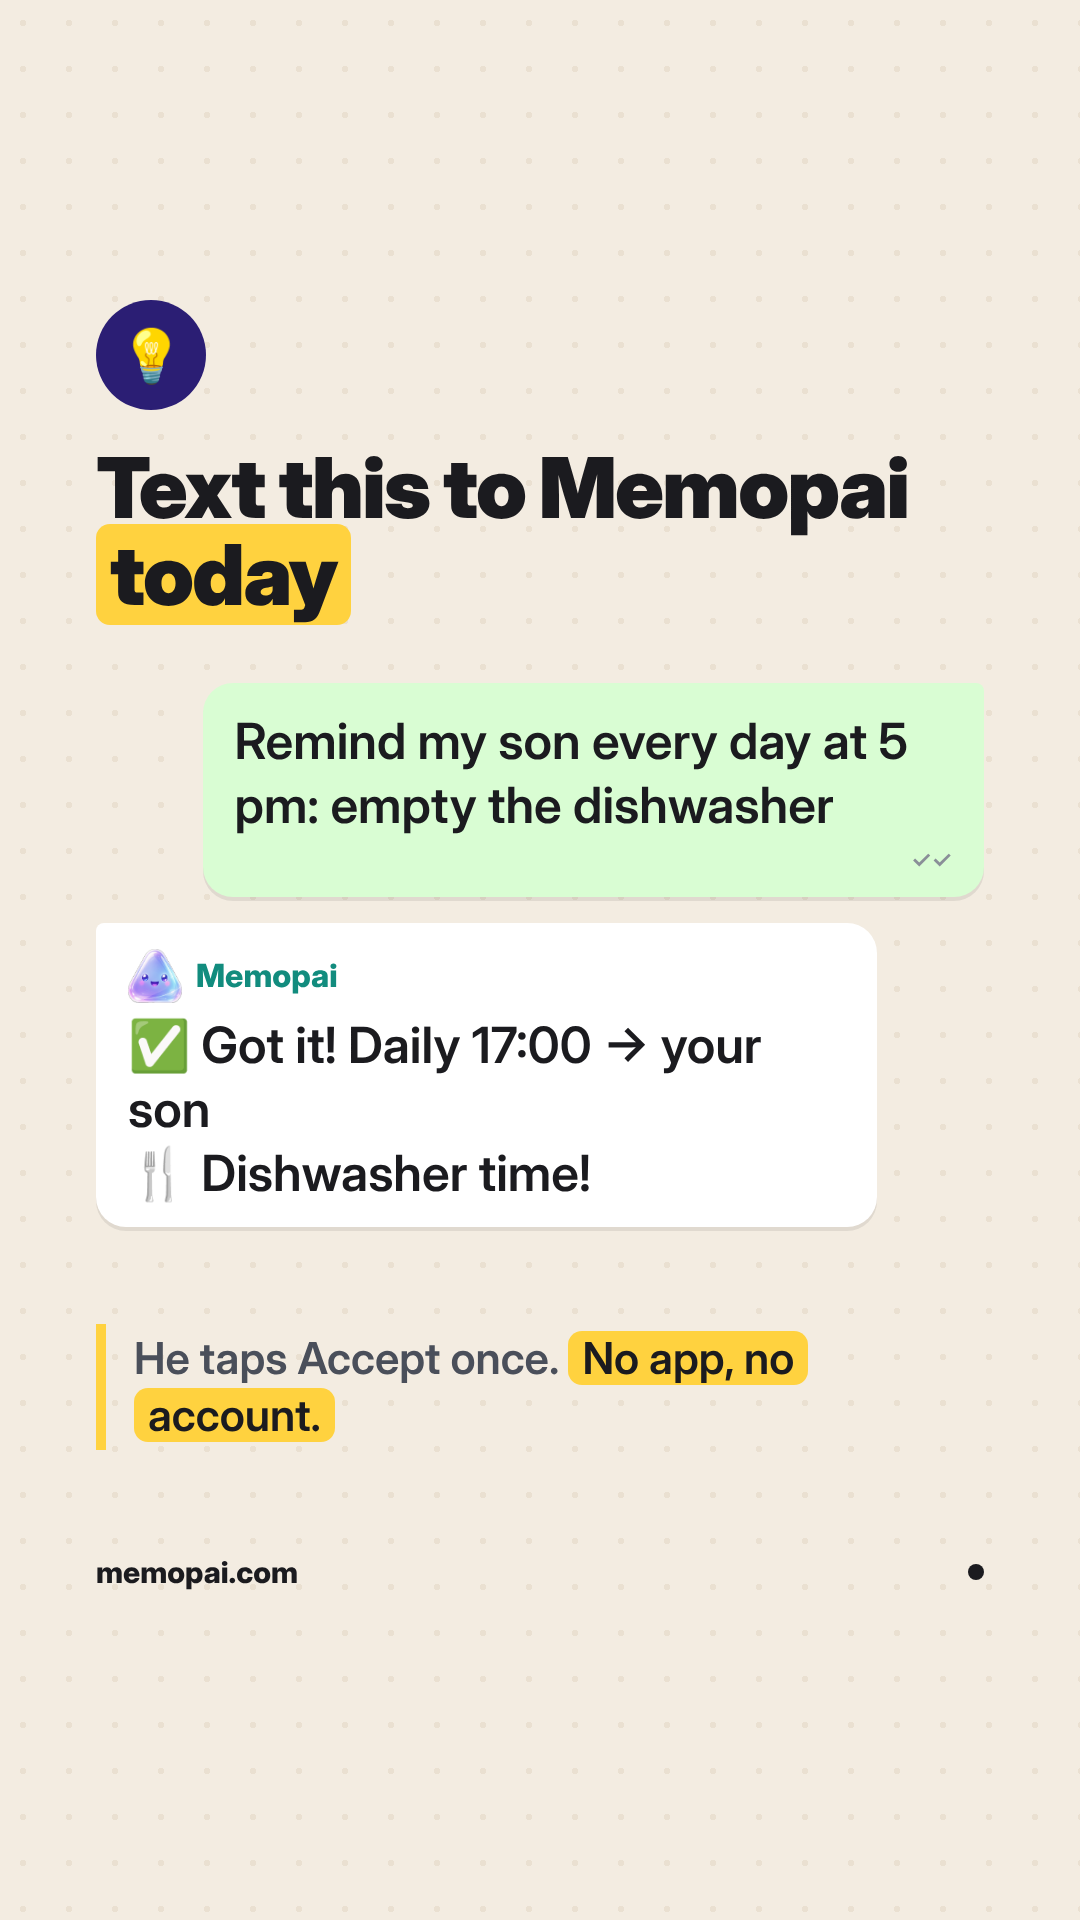 Text this to Memopai
today
Remind my son every day at 5
pm: empty the dishwasher
Memopai
✅ Got it! Daily 17:00 → your
son
🍴 Dishwasher time!
He taps Accept once. No app, no
account.
memopai.com